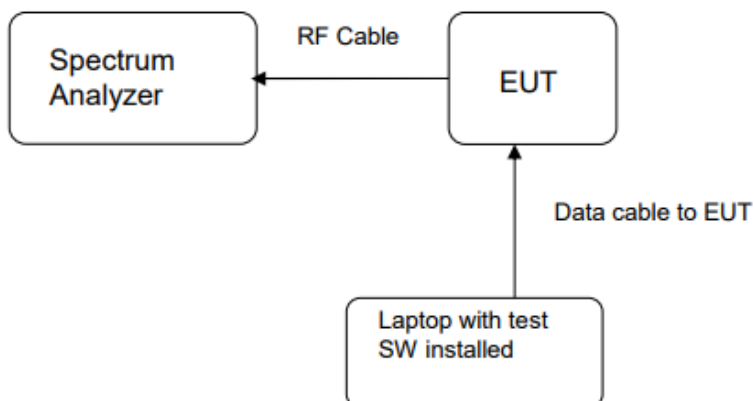 RF Cable
Spectrum
Analyzer
EUT
Data cable to EUT
Laptop with test
SW installed